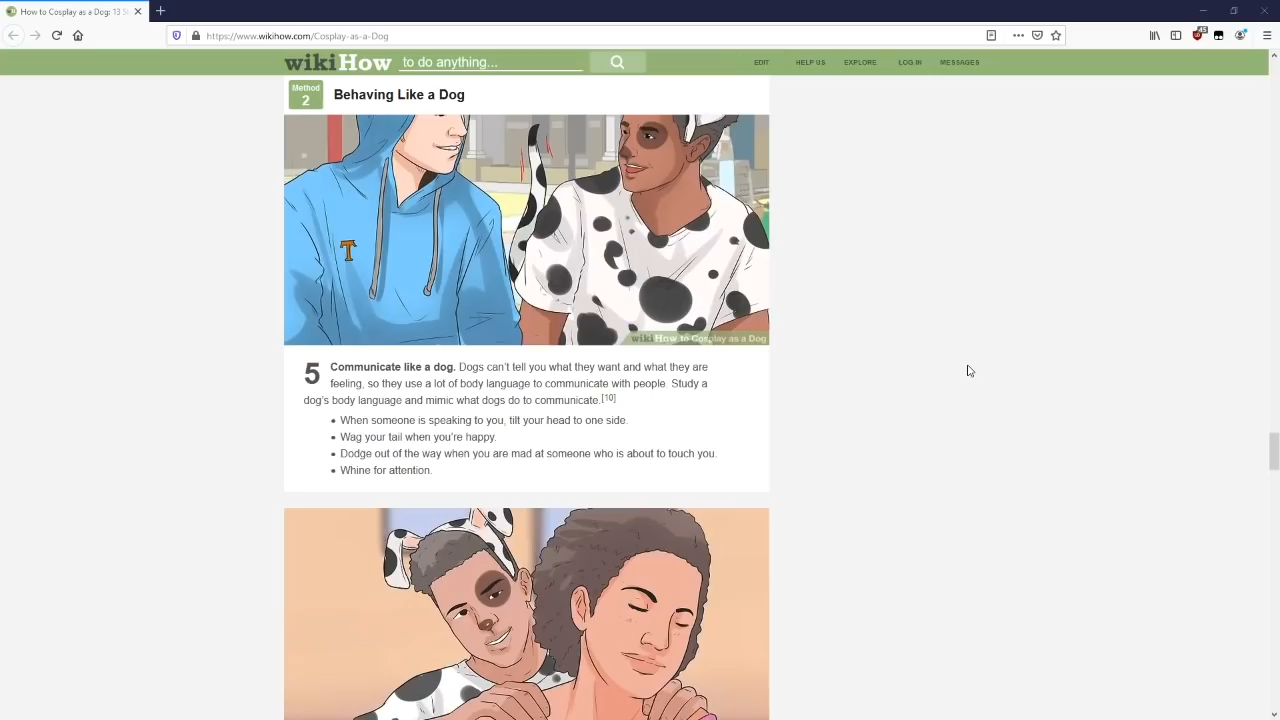 How to Cosplay as a Dog: 13 S
https://www.wikihow.com/Cosplay-as-a-Dog
wikiHow to do anything... EDIT HELP US EXPLORE LOG IN MESSAGES
Method
2
Behaving Like a Dog
T
wikiHow to Cosplay as a Dog
5 Communicate like a dog. Dogs can't tell you what they want and what they are
feeling, so they use a lot of body language to communicate with people. Study a
dog's body language and mimic what dogs do to communicate.[10]
• When someone is speaking to you, tilt your head to one side.
• Wag your tail when you're happy.
• Dodge out of the way when you are mad at someone who is about to touch you.
• Whine for attention.